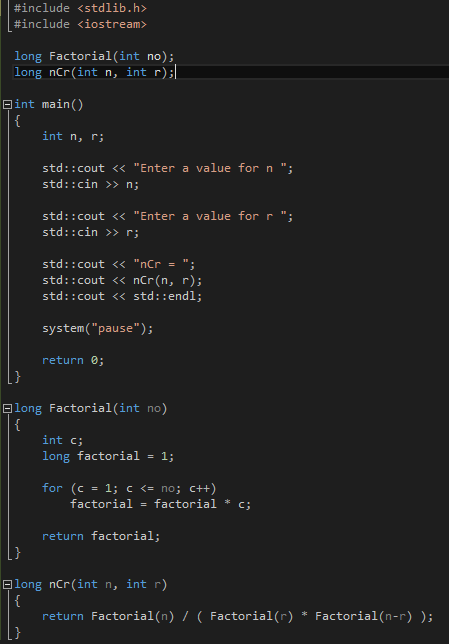 #include <stdlib.h>
#include <iostream>

long Factorial(int no);
long nCr(int n, int r);

int main()
{
    int n, r;

    std::cout << "Enter a value for n ";
    std::cin >> n;

    std::cout << "Enter a value for r ";
    std::cin >> r;

    std::cout << "nCr = ";
    std::cout << nCr(n, r);
    std::cout << std::endl;

    system("pause");

    return 0;
}

long Factorial(int no)
{
    int c;
    long factorial = 1;

    for (c = 1; c <= no; c++)
        factorial = factorial * c;

    return factorial;
}

long nCr(int n, int r)
{
    return Factorial(n) / ( Factorial(r) * Factorial(n-r) );
}